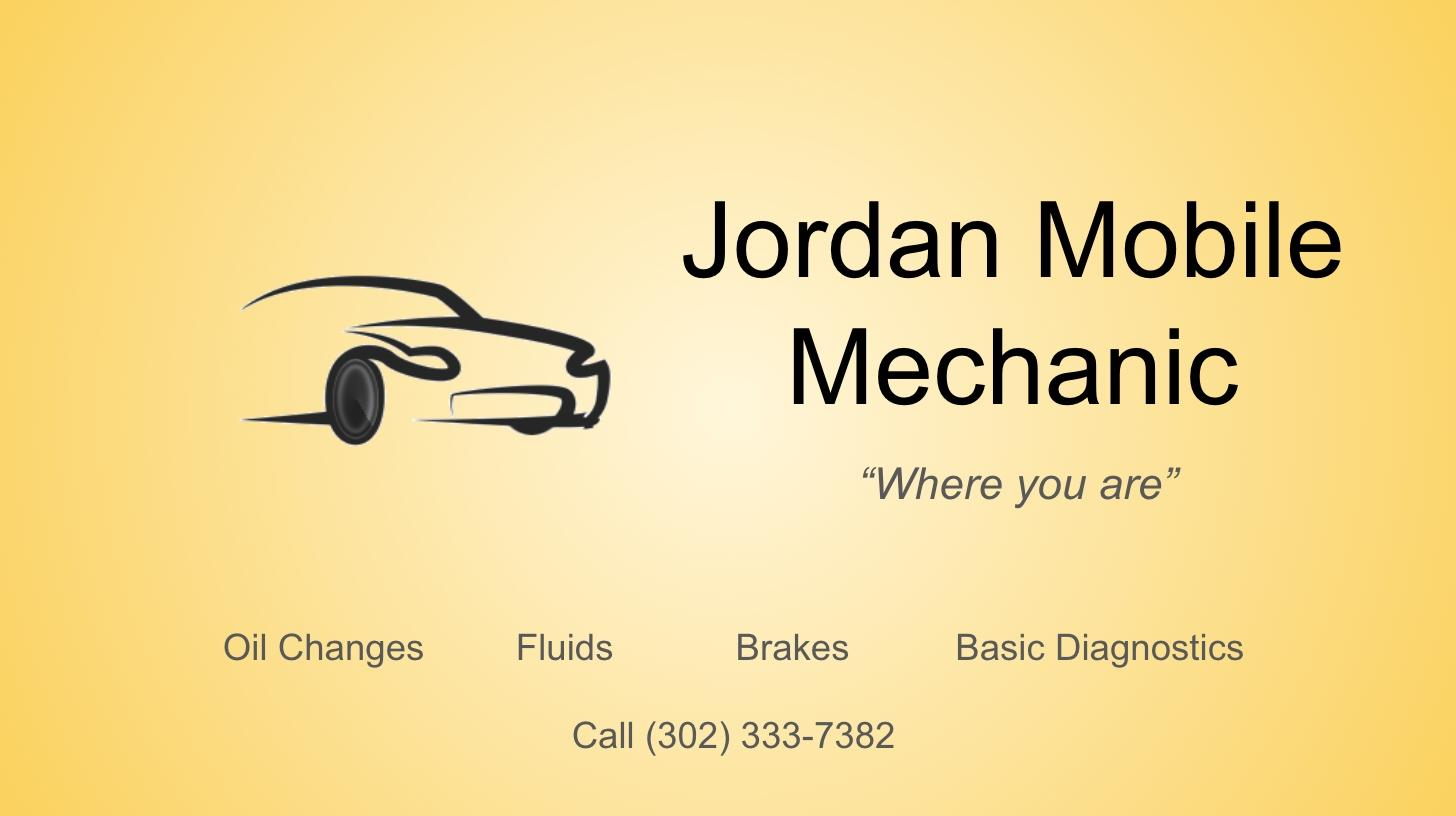 Jordan Mobile
Mechanic
“Where you are”
Oil Changes Fluids Brakes Basic Diagnostics
Call (302) 333-7382